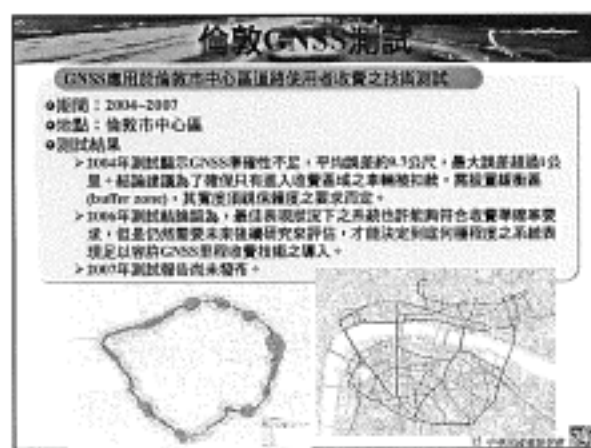 倫敦GNSS測試
GNSS應用於倫敦市中心區道路使用者收費之技術測試
期間：2004~2007
地點：倫敦市中心區
測試結果
2004年測試顯示GNSS準確性不足，平均誤差約9.7公尺，最大誤差超過1公
里。結論建議為了確保只有進入收費區域之車輛被扣款，需設置緩衝區
(buffer zone)，其寬度須視保證度之要求而定。
2006年測試結論認為，最佳表現狀況下之系統也許能夠符合收費準確率要
求，但是仍然需要未來後續研究來評估，才能決定到底何種程度之系統表
現足以容許GNSS里程收費技術之導入。
2007年測試報告尚未發布。